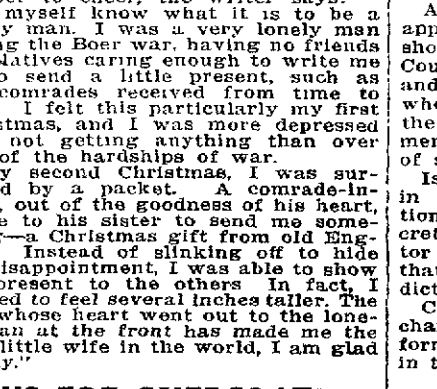 myself know what it is to be a
y man. I was a very lonely man
ng the Boer war, having no friends
latives caring enough to write me
o send a little present, such as
comrades received from time to
I felt this particularly my first
stmas, and I was more depressed
not getting anything than over
of the hardships of war.
y second Christmas, I was sur-
d by a packet. A comrade-in-
, out of the goodness of his heart,
e to his sister to send me some-
g—a Christmas gift from old Eng-
Instead of slinking off to hide
isappointment, I was able to show
present to the others In fact, I
ed to feel several inches taller. The
whose heart went out to the lone-
an at the front has made me the
little wife in the world, I am glad
y."
A
app
sho
Cou
and
whe
the
mer
of s
Is
in
tion
cret
tor
that
dict
C
cha
forn
in t